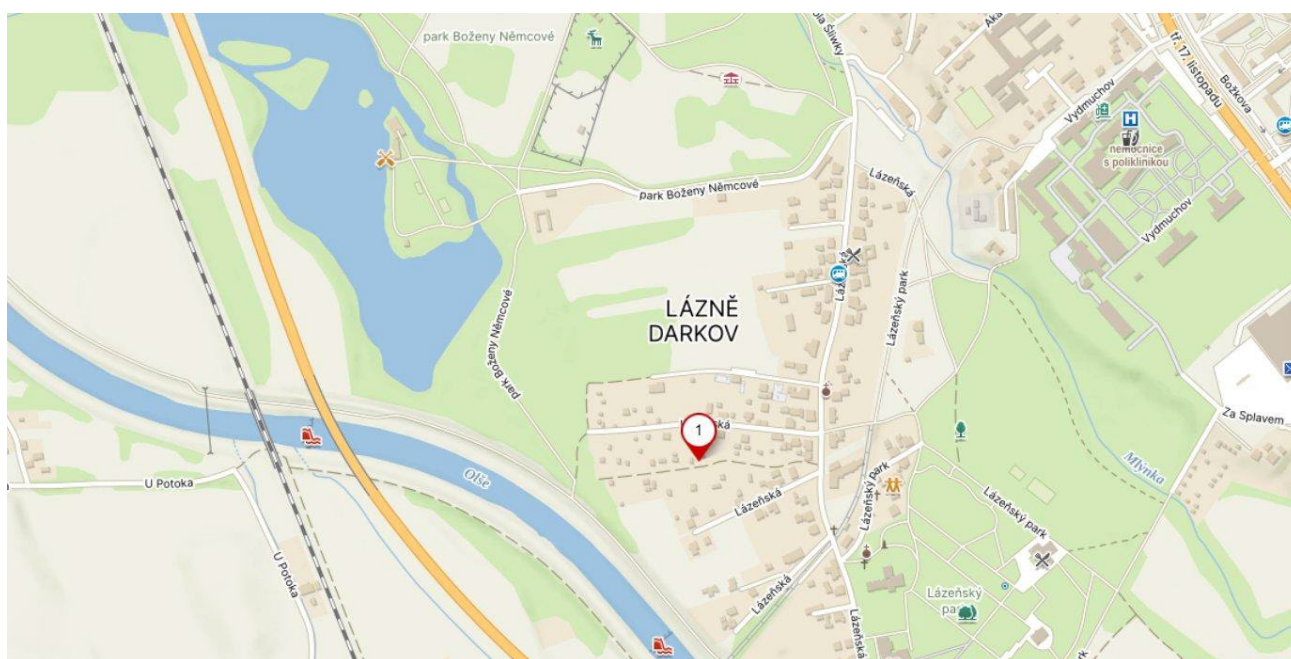 park Boženy Němcové
tř. 17. listopadu
Božkova
Vydmuchov
H
nemocnice
s poliklinikou
Lázeňská
park Boženy Němcové
Vydmuchov
Lázeňská
Lázeňský park
LÁZNĚ
DARKOV
park Boženy Němcové
Za Splavem
Lázeňská
1
Mlýnka
Olše
U Potoka
Lázeňská
Lázeňský park
Lázeňský park
U Potoka
Lázeňská
Lázeňský